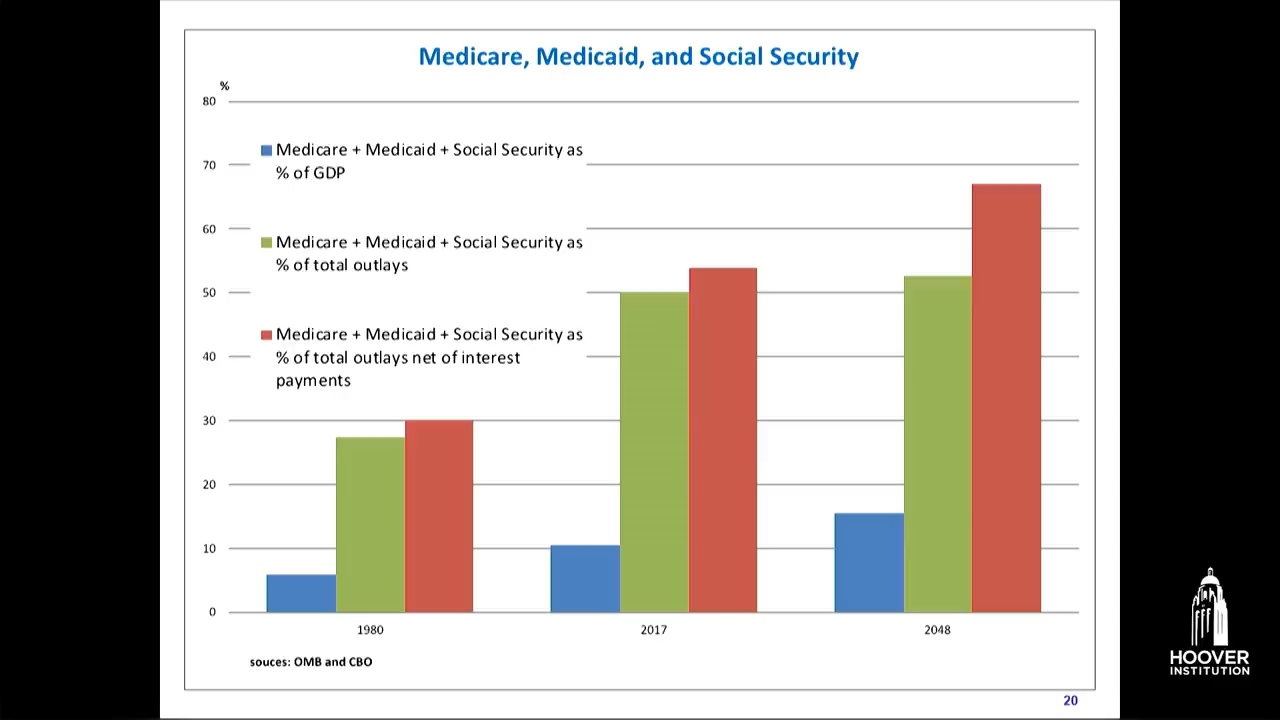 Medicare, Medicaid, and Social Security
%
80
70
60
50
40
30
20
10
0
Medicare + Medicaid + Social Security as
% of GDP
Medicare + Medicaid + Social Security as
% of total outlays
Medicare + Medicaid + Social Security as
% of total outlays net of interest
payments
1980
2017
2048
souces: OMB and CBO
20
HOOVER
INSTITUTION